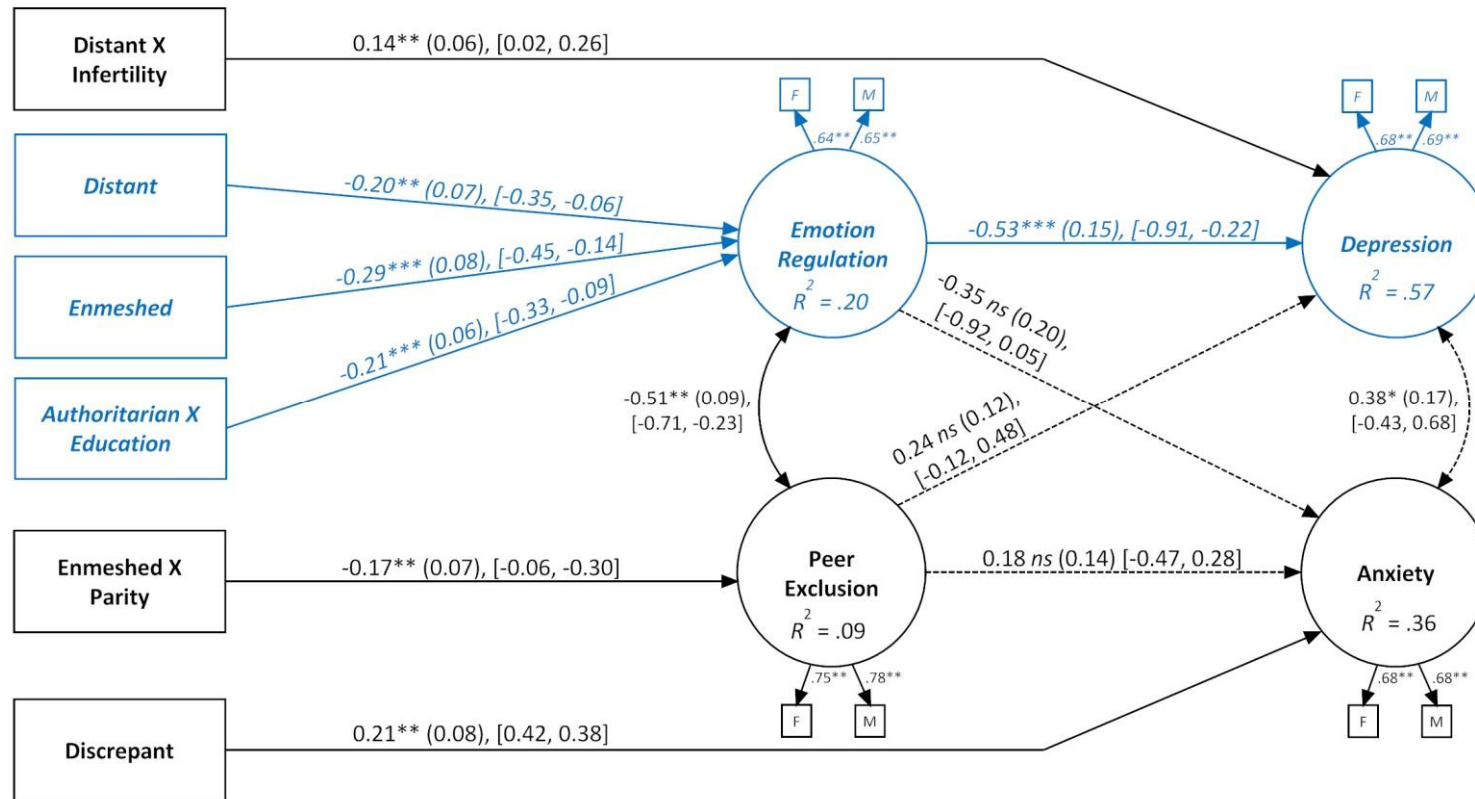 Distant X
Infertility
0.14** (0.06), [0.02, 0.26]
F
M
.64**
.65**
F
M
.68**
.69**
Distant
-0.20** (0.07), [-0.35, -0.06]
Enmeshed
-0.29*** (0.08), [-0.45, -0.14]
Authoritarian X
Education
-0.21*** (0.06), [-0.33, -0.09]
Emotion
Regulation
R² = .20
-0.53*** (0.15), [-0.91, -0.22]
Depression
R² = .57
-0.35 ns (0.20),
[-0.92, 0.05]
-0.51** (0.09),
[-0.71, -0.23]
0.24 ns (0.12),
[-0.12, 0.48]
0.38* (0.17),
[-0.43, 0.68]
Enmeshed X
Parity
-0.17** (0.07), [-0.06, -0.30]
Peer
Exclusion
R² = .09
0.18 ns (0.14) [-0.47, 0.28]
Anxiety
R² = .36
.75**
.78**
F
M
.68**
.68**
F
M
Discrepant
0.21** (0.08), [0.42, 0.38]